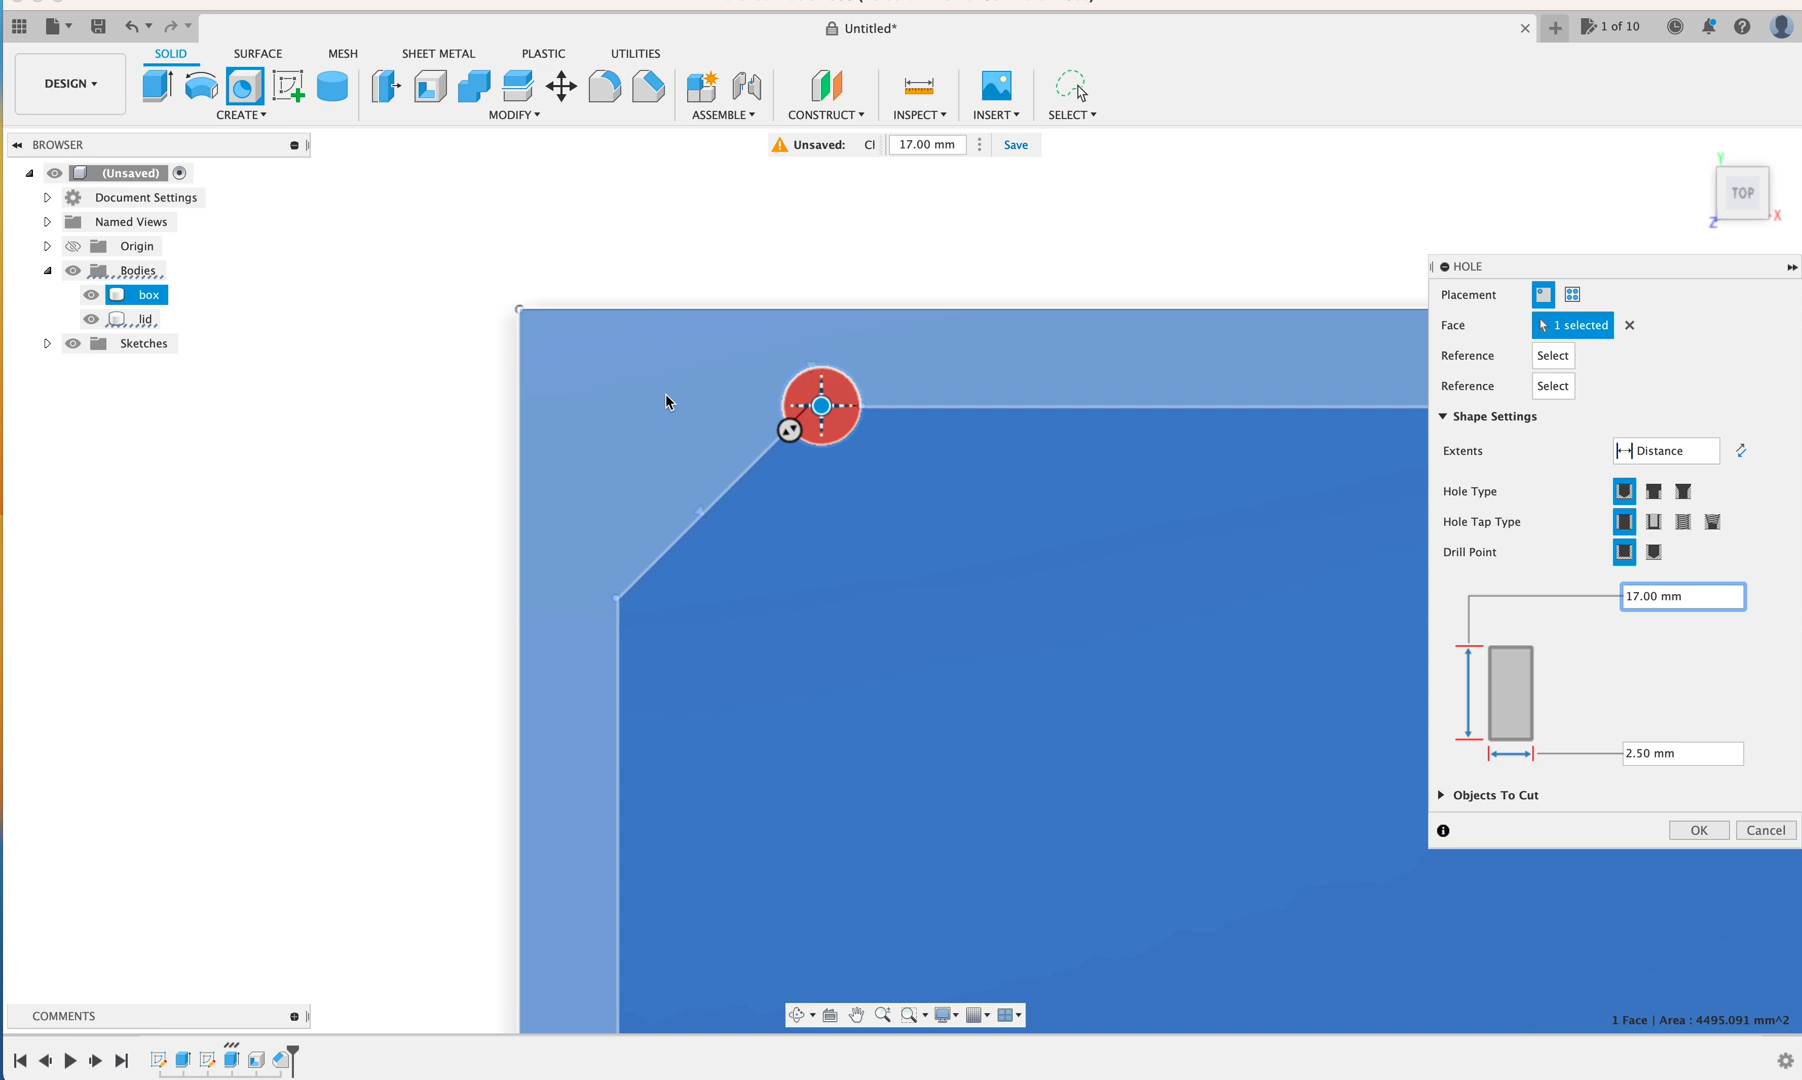 Untitled*
1 of 10
DESIGN
SOLID
SURFACE
MESH
SHEET METAL
PLASTIC
UTILITIES
CREATE
MODIFY
ASSEMBLE
CONSTRUCT
INSPECT
INSERT
SELECT
BROWSER
Unsaved:
17.00 mm
Save
(Unsaved)
Document Settings
Named Views
Origin
Bodies
box
lid
Sketches
Y
TOP
Z
X
HOLE
Placement
Face
1 selected
Reference
Select
Reference
Select
Shape Settings
Extents
Distance
Hole Type
Hole Tap Type
Drill Point
17.00 mm
2.50 mm
Objects To Cut
OK
Cancel
COMMENTS
1 Face | Area : 4495.091 mm^2